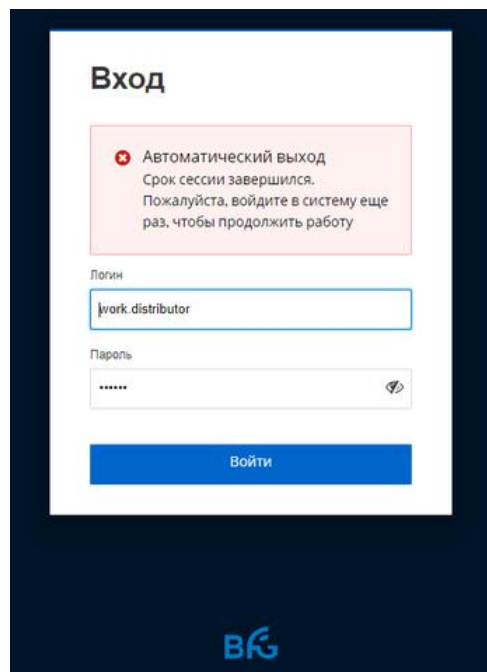 Вход
Автоматический выход
Срок сессии завершился.
Пожалуйста, войдите в систему еще
раз, чтобы продолжить работу
Логин
work.distributor
Пароль
••••••
Войти
BFG